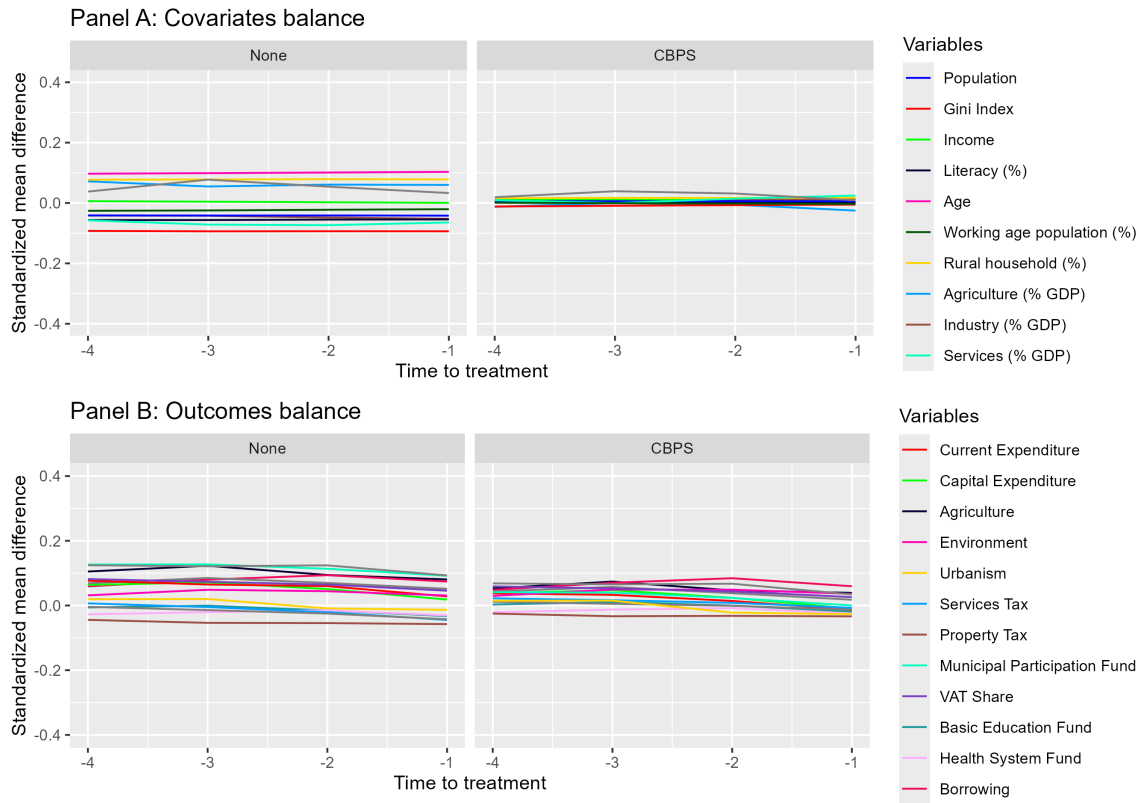 Panel A: Covariates balance
None
CBPS
Standardized mean difference
0.4
0.2
0.0
-0.2
-0.4
-4
-3
-2
-1
-4
-3
-2
-1
Time to treatment
Variables
Population
Gini Index
Income
Literacy (%)
Age
Working age population (%)
Rural household (%)
Agriculture (% GDP)
Industry (% GDP)
Services (% GDP)
Panel B: Outcomes balance
None
CBPS
Standardized mean difference
0.4
0.2
0.0
-0.2
-0.4
-4
-3
-2
-1
-4
-3
-2
-1
Time to treatment
Variables
Current Expenditure
Capital Expenditure
Agriculture
Environment
Urbanism
Services Tax
Property Tax
Municipal Participation Fund
VAT Share
Basic Education Fund
Health System Fund
Borrowing